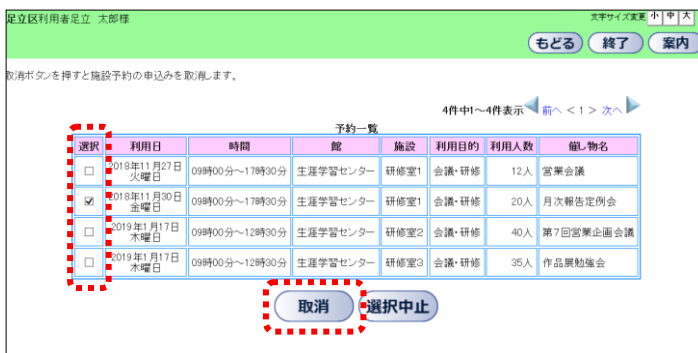 足立区利用者足立 太郎様
文字サイズ変更 小 中 大
もどる 終了 案内
取消ボタンを押すと施設予約の申込みを取消します。
4件中1~4件表示 前へ < 1 > 次へ
予約一覧
選択 利用日 時間 館 施設 利用目的 利用人数 催し物名
2018年11月27日 火曜日 09時00分~17時30分 生涯学習センター 研修室1 会議・研修 12人 営業会議
2018年11月30日 金曜日 09時00分~17時30分 生涯学習センター 研修室1 会議・研修 20人 月次報告定例会
2019年1月17日 木曜日 09時00分~12時30分 生涯学習センター 研修室2 会議・研修 40人 第7回営業企画会議
2019年1月17日 木曜日 09時00分~12時30分 生涯学習センター 研修室3 会議・研修 35人 作品展勉強会
取消 選択中止